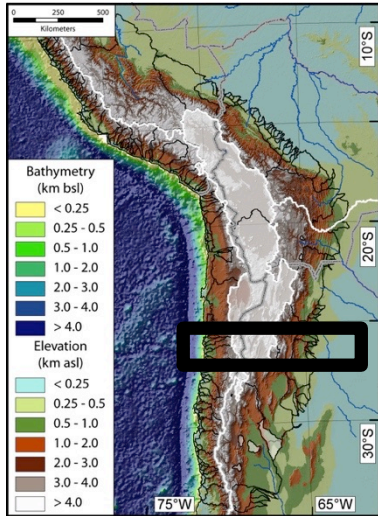 0 250 500
Kilometers
10°S
Bathymetry
(km bsl)
< 0.25
0.25 - 0.5
0.5 - 1.0
1.0 - 2.0
2.0 - 3.0
3.0 - 4.0
> 4.0
20°S
Elevation
(km asl)
< 0.25
0.25 - 0.5
0.5 - 1.0
1.0 - 2.0
2.0 - 3.0
3.0 - 4.0
> 4.0
30°S
75°W 65°W